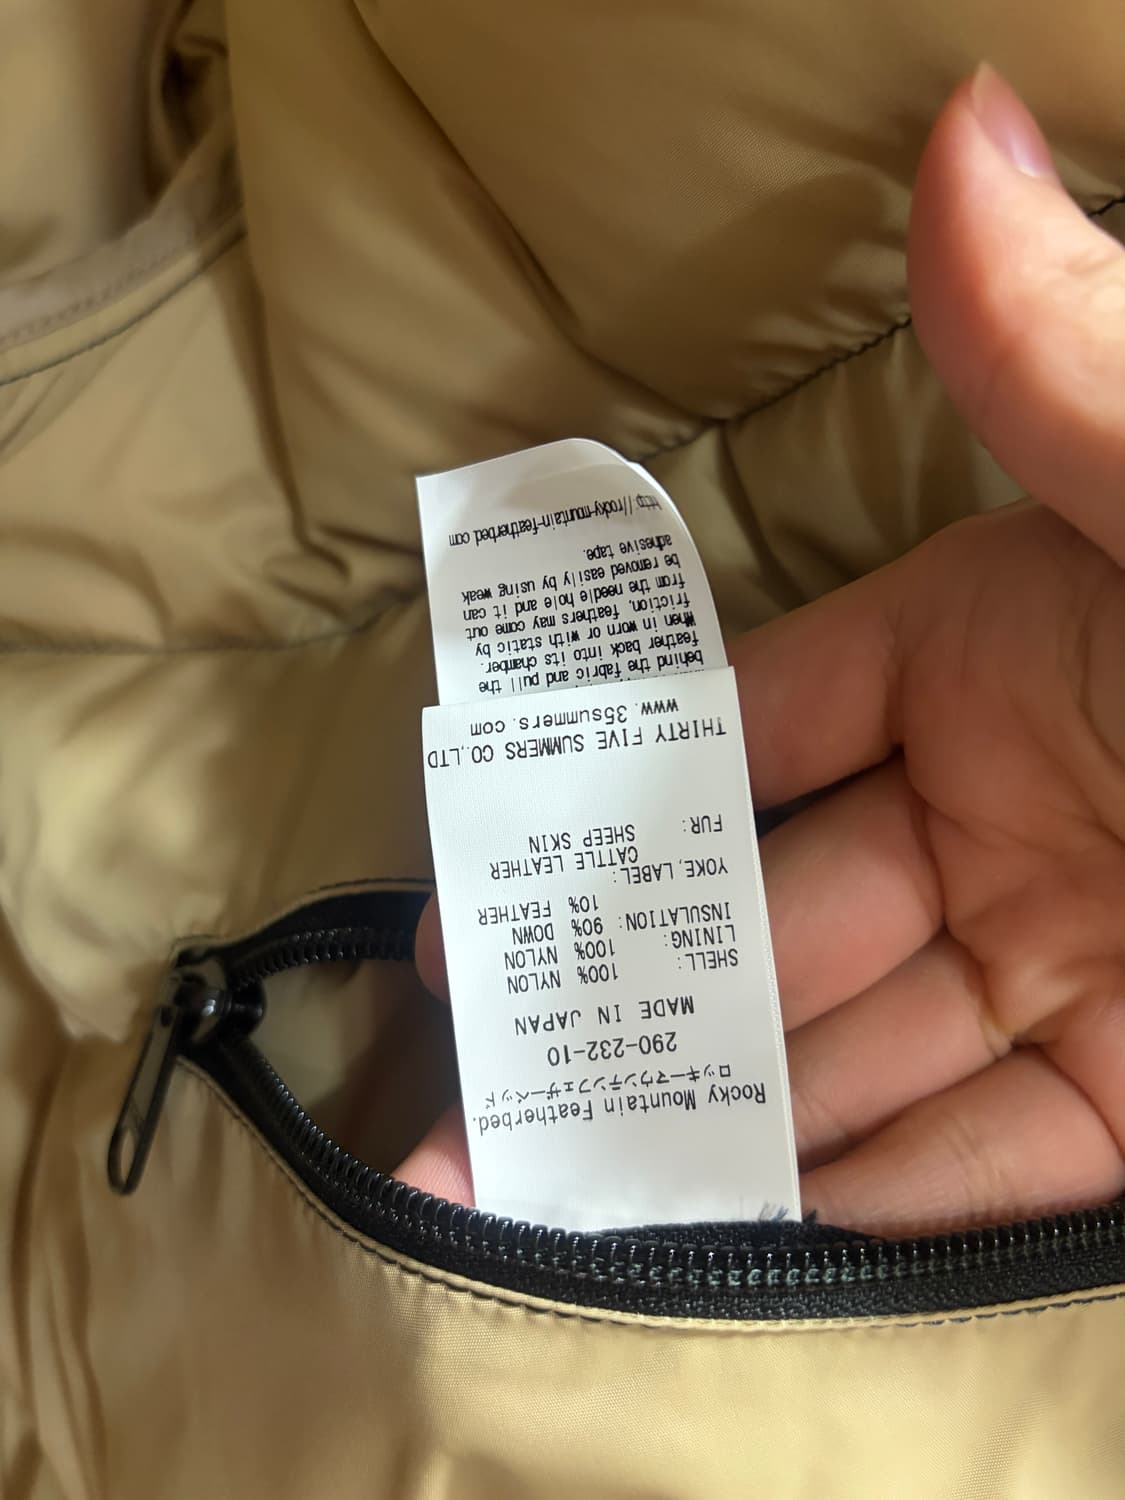 Rocky Mountain Featherbed.
ロッキーマウンテンフェザーベッド
290-232-10
MADE IN JAPAN
SHELL: 100% NYLON
LINING: 100% NYLON
INSULATION: 90% DOWN
10% FEATHER
YOKE, LABEL:
CATTLE LEATHER
FUR: SHEEP SKIN
THIRTY FIVE SUMMERS CO.,LTD
www.35summers.com
behind the fabric and pull the
feather back into its chamber.
When in worn or with static by
friction, feathers may come out
from the needle hole and it can
be removed easily by using weak
adhesive tape.
http://rocky-mountain-featherbed.com